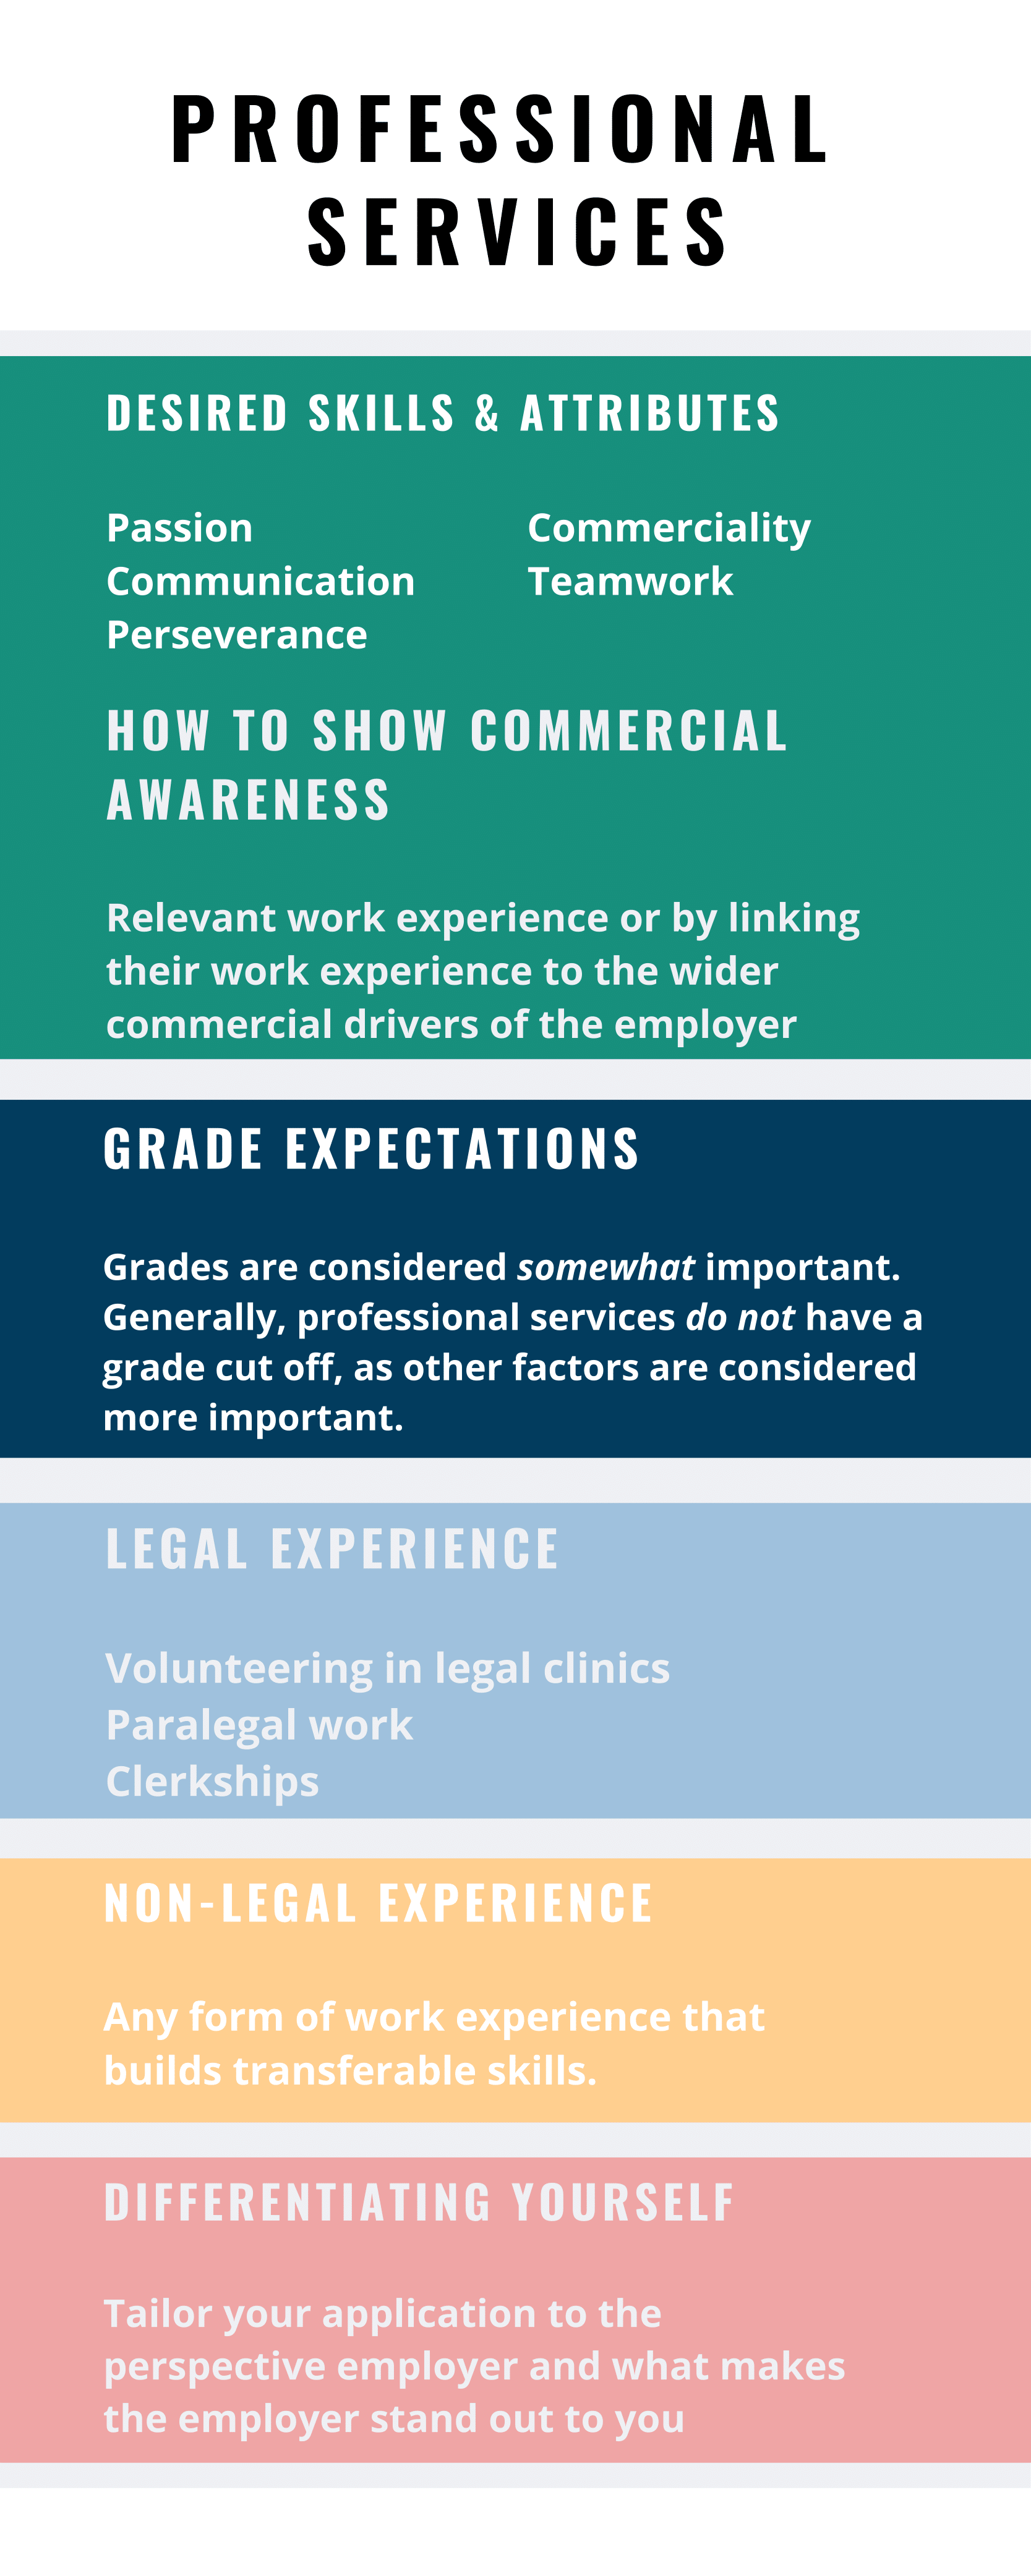 PROFESSIONAL
SERVICES
DESIRED SKILLS & ATTRIBUTES
Passion
Communication
Perseverance
Commerciality
Teamwork
HOW TO SHOW COMMERCIAL
AWARENESS
Relevant work experience or by linking
their work experience to the wider
commercial drivers of the employer
GRADE EXPECTATIONS
Grades are considered somewhat important.
Generally, professional services do not have a
grade cut off, as other factors are considered
more important.
LEGAL EXPERIENCE
Volunteering in legal clinics
Paralegal work
Clerkships
NON-LEGAL EXPERIENCE
Any form of work experience that
builds transferable skills.
DIFFERENTIATING YOURSELF
Tailor your application to the
perspective employer and what makes
the employer stand out to you